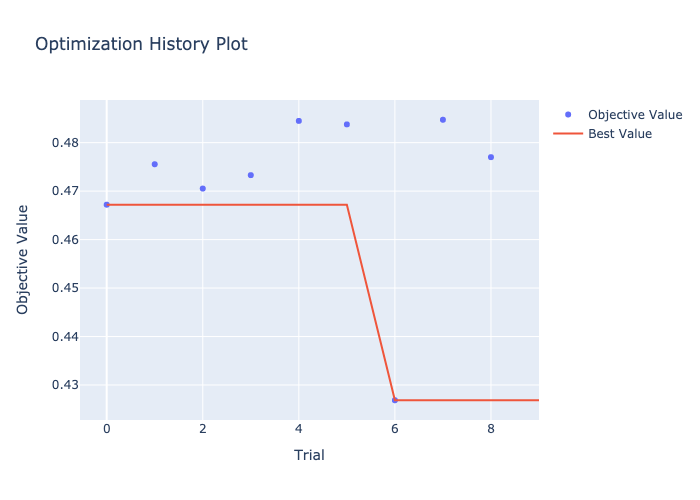 Optimization History Plot
Objective Value
Best Value
0.48
0.47
0.46
0.45
0.44
0.43
Objective Value
0
2
4
6
8
Trial